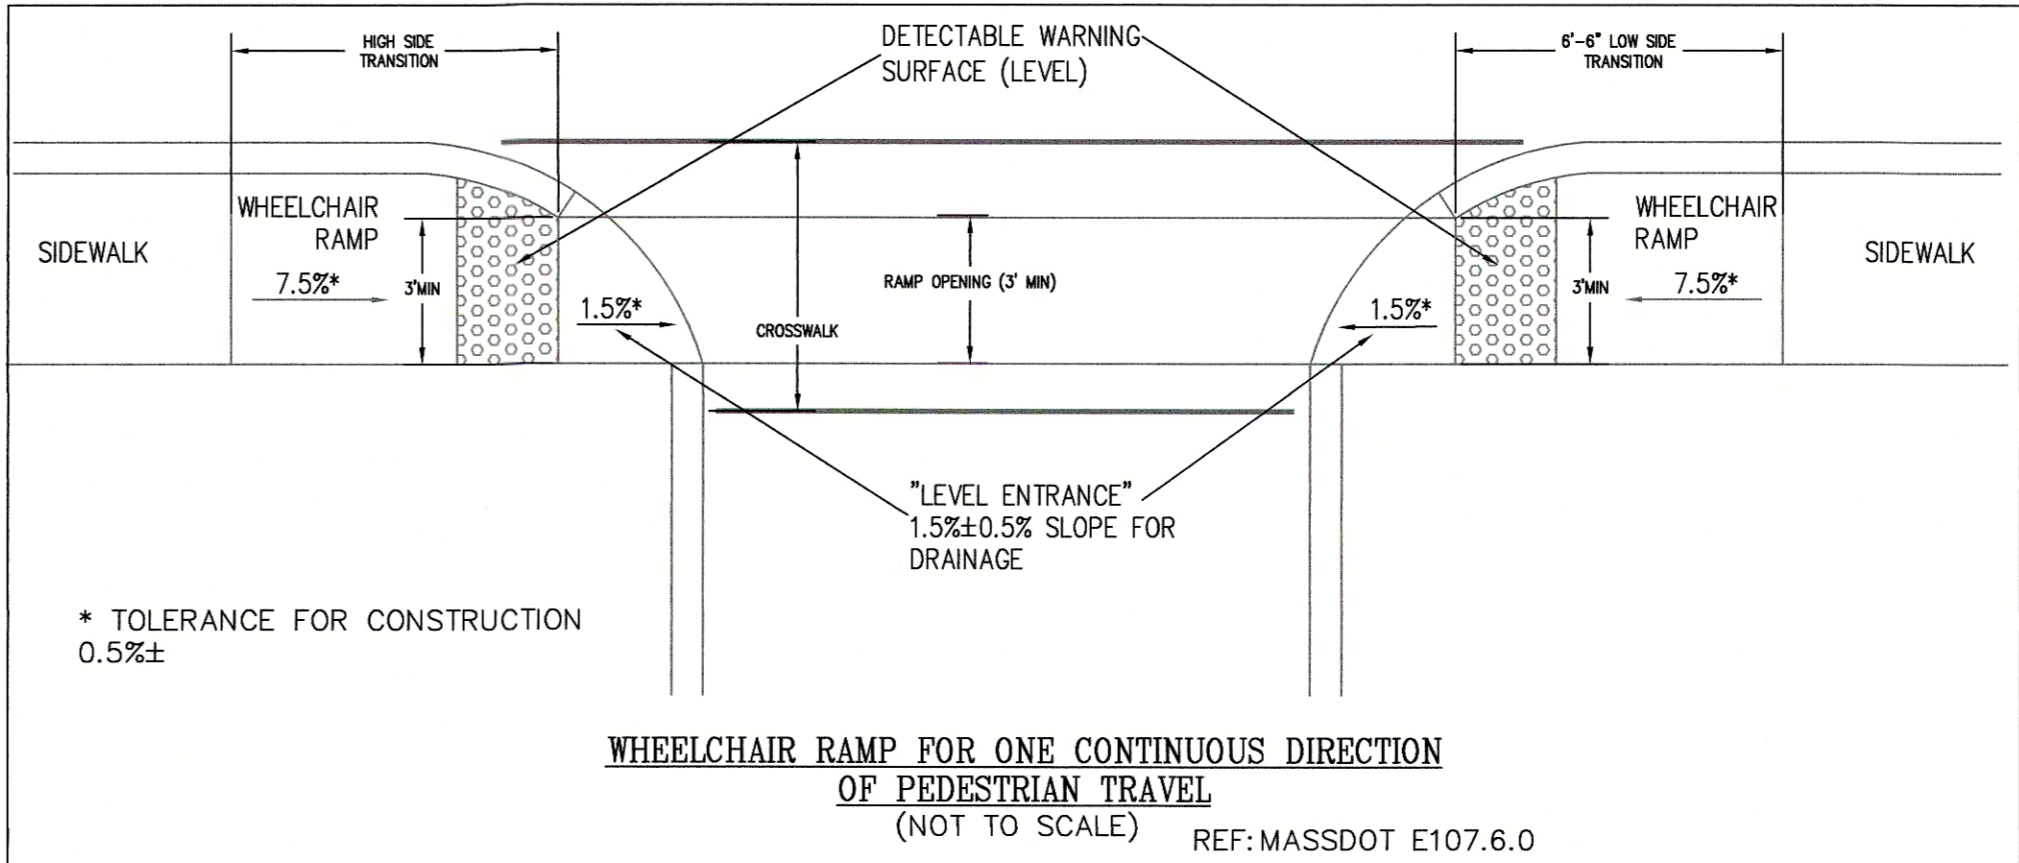 HIGH SIDE
TRANSITION
DETECTABLE WARNING
SURFACE (LEVEL)
6'-6" LOW SIDE
TRANSITION
WHEELCHAIR
RAMP
SIDEWALK
7.5%*
3'MIN
1.5%*
RAMP OPENING (3' MIN)
CROSSWALK
1.5%*
3'MIN
WHEELCHAIR
RAMP
7.5%*
SIDEWALK
"LEVEL ENTRANCE"
1.5%±0.5% SLOPE FOR
DRAINAGE
* TOLERANCE FOR CONSTRUCTION
0.5%±
WHEELCHAIR RAMP FOR ONE CONTINUOUS DIRECTION
OF PEDESTRIAN TRAVEL
(NOT TO SCALE)
REF: MASSDOT E107.6.0